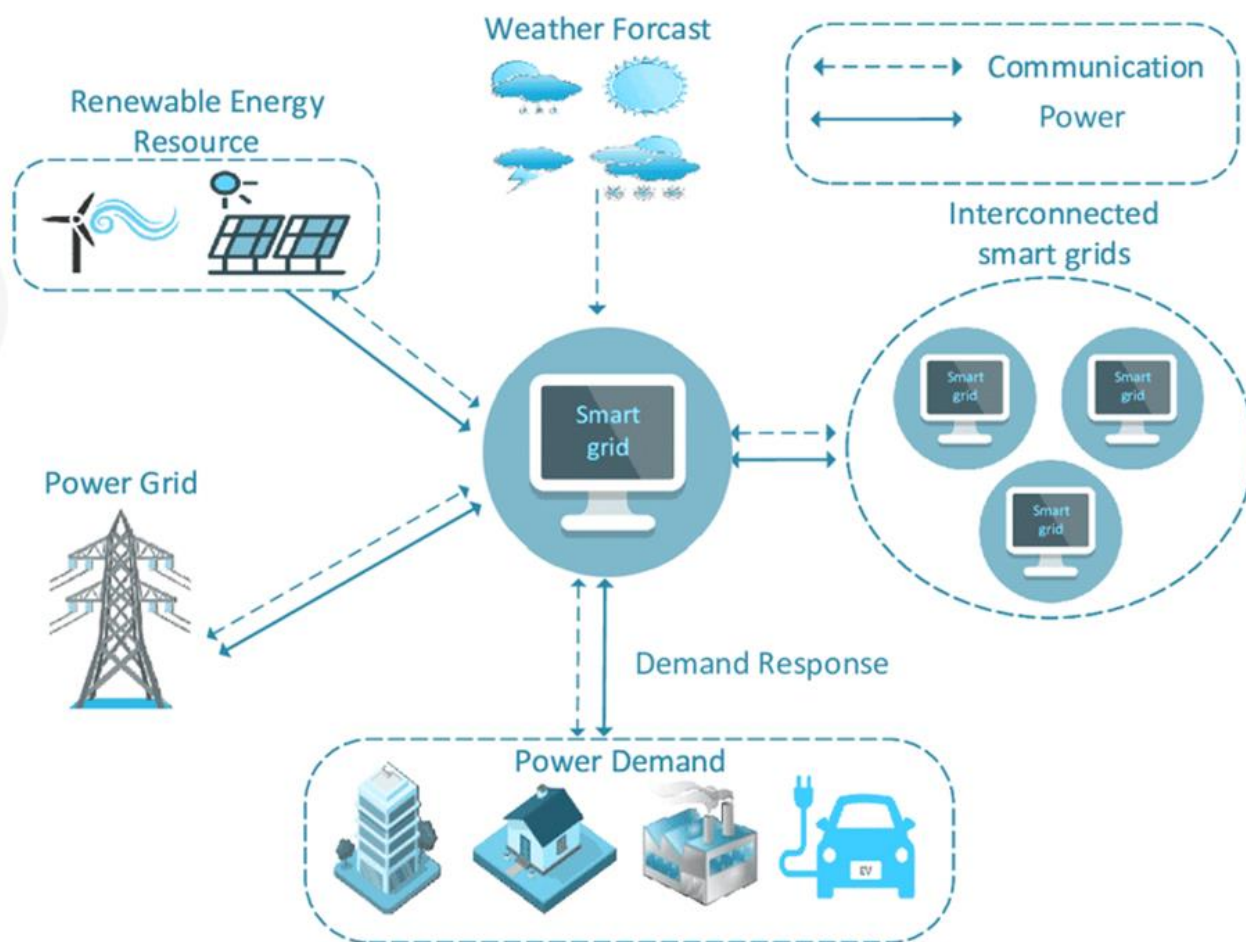 Weather Forcast
Communication
Power
Renewable Energy
Resource
Interconnected
smart grids
Smart
grid
Smart
grid
Smart
grid
Smart
grid
Power Grid
Demand Response
Power Demand
EV